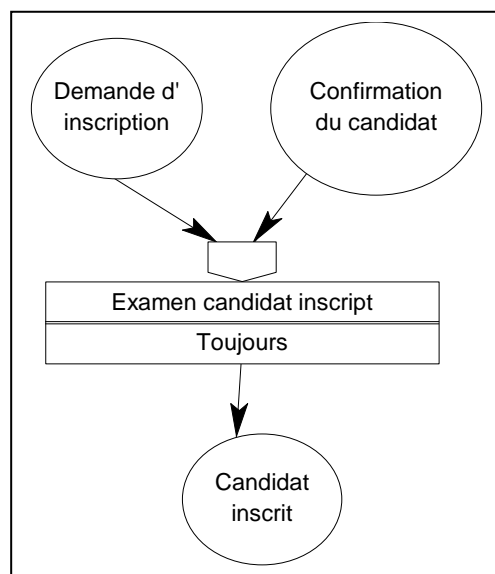 Demande d'
inscription
Confirmation
du candidat
Examen candidat inscript
Toujours
Candidat
inscrit